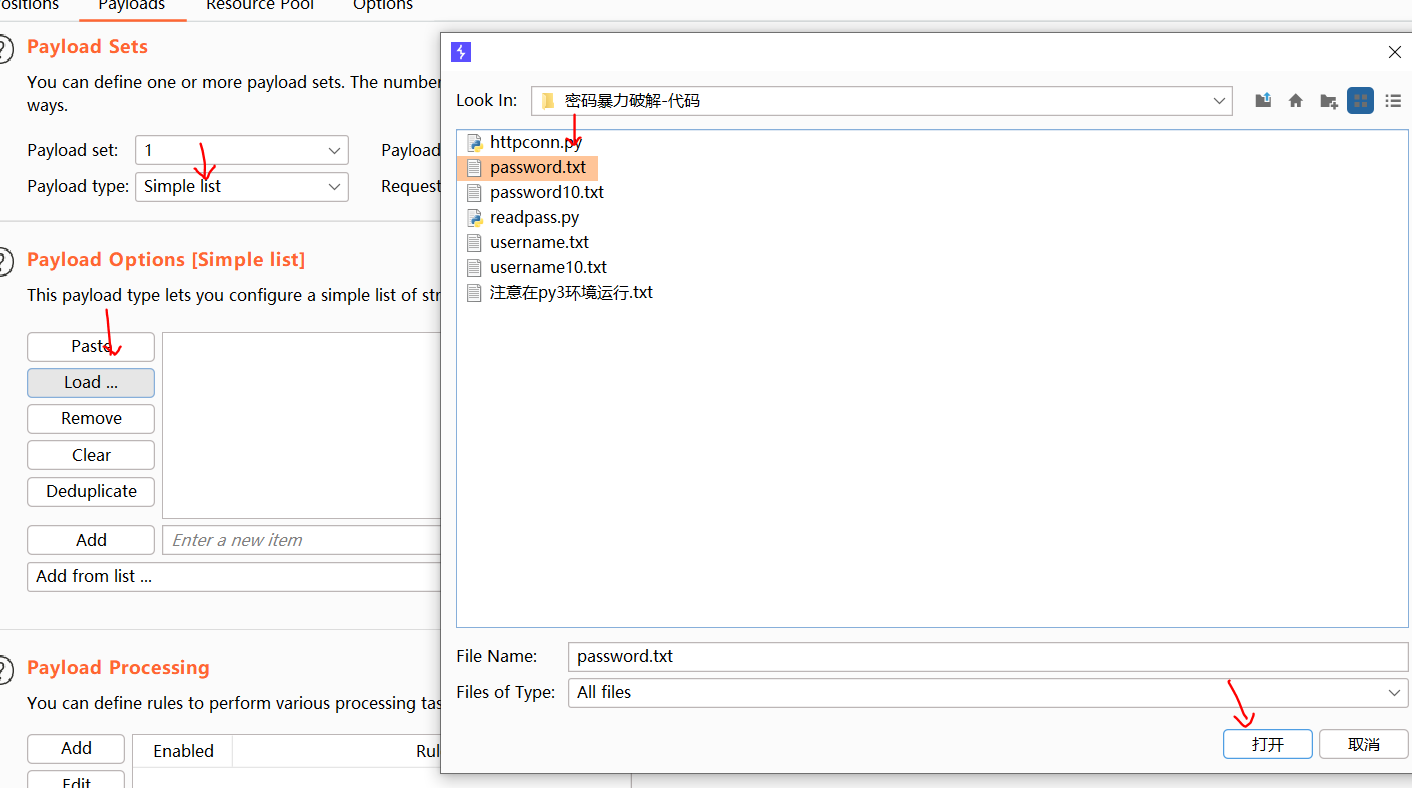 ositions Payloads Resource Pool Options
Payload Sets
You can define one or more payload sets. The number
ways.
Payload set: 1 Payload
Payload type: Simple list Request
Payload Options [Simple list]
This payload type lets you configure a simple list of str
Paste
Load ...
Remove
Clear
Deduplicate
Add Enter a new item
Add from list ...
Payload Processing
You can define rules to perform various processing tas
Add Enabled Rul
Edit
Look In: 密码暴力破解-代码
httpconn.py
password.txt
password10.txt
readpass.py
username.txt
username10.txt
注意在py3环境运行.txt
File Name: password.txt
Files of Type: All files
打开 取消